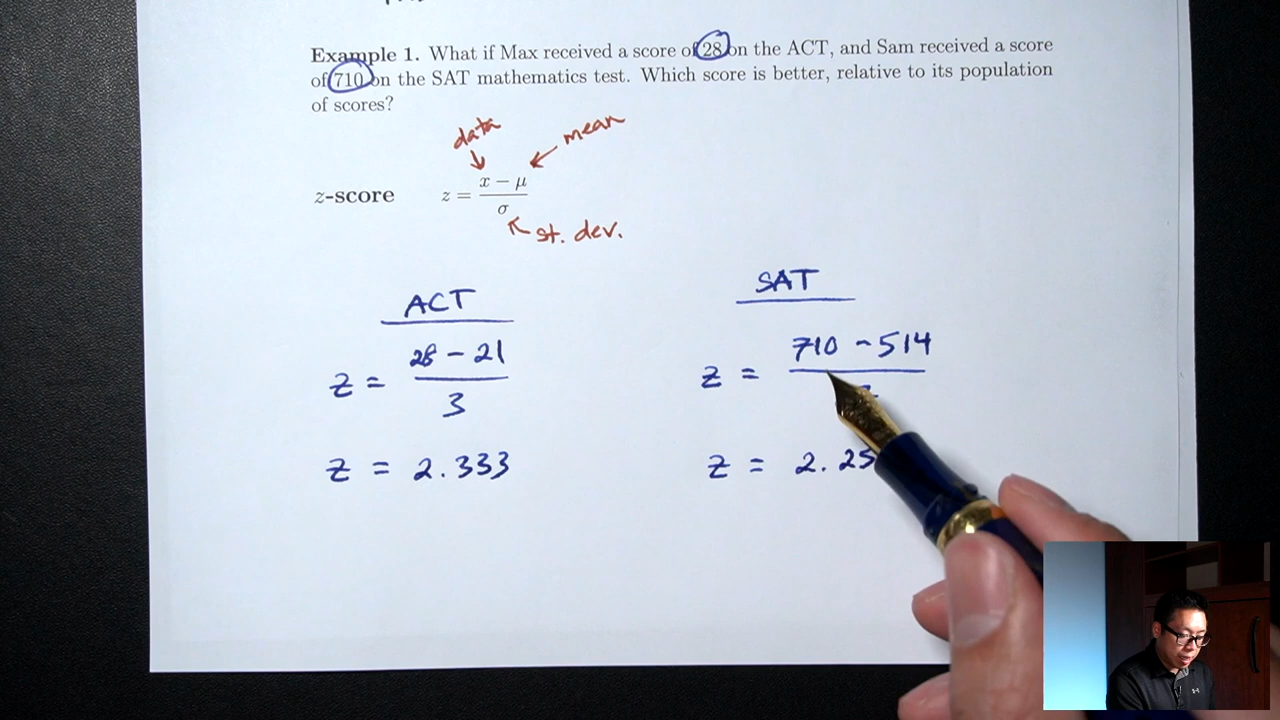 Example 1. What if Max received a score of 28 on the ACT, and Sam received a score
of 710 on the SAT mathematics test. Which score is better, relative to its population
of scores?
data
mean
z-score z = x − μ
σ
st. dev.
ACT
28 − 21
z =
3
z = 2.333
SAT
710 − 514
z =
z = 2.25